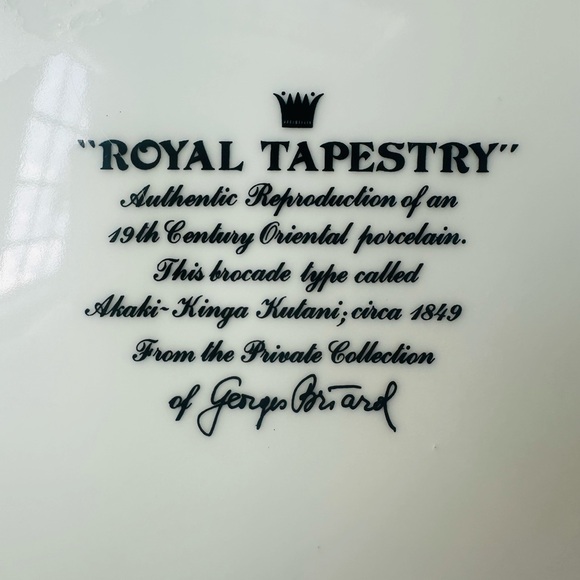 "ROYAL TAPESTRY"
Authentic Reproduction of an
19th Century Oriental porcelain.
This brocade type called
Akaki-Kinga Kutani; circa 1849
From the Private Collection
of Georges Briard